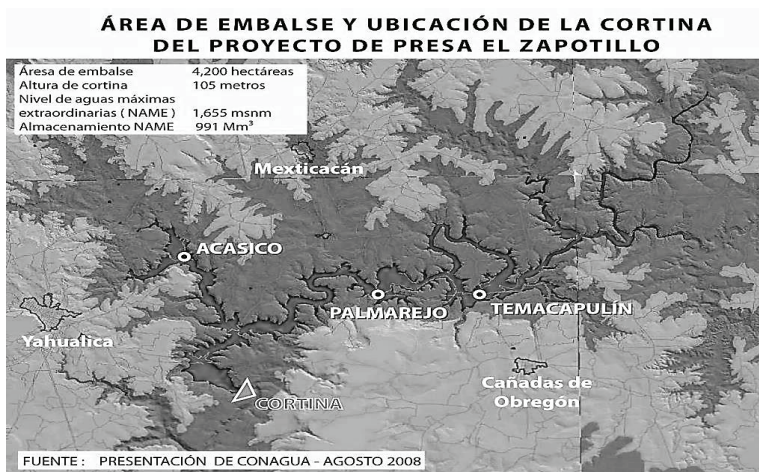 ÁREA DE EMBALSE Y UBICACIÓN DE LA CORTINA
DEL PROYECTO DE PRESA EL ZAPOTILLO
Áresa de embalse 4,200 hectáreas
Altura de cortina 105 metros
Nivel de aguas máximas
extraordinarias ( NAME ) 1,655 msnm
Almacenamiento NAME 991 Mm³
Mexticacán
ACASICO
PALMAREJO
TEMACAPULÍN
Yahualica
Cañadas de
Obregón
CORTINA
FUENTE : PRESENTACIÓN DE CONAGUA - AGOSTO 2008